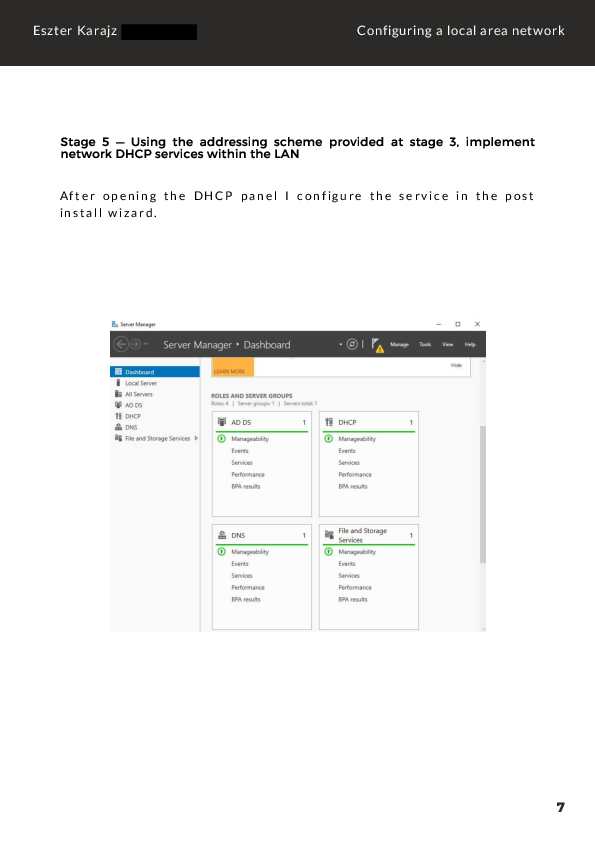 Eszter Karajz
Configuring a local area network
Stage 5 — Using the addressing scheme provided at stage 3, implement
network DHCP services within the LAN
After opening the DHCP panel I configure the service in the post
install wizard.
Server Manager
Server Manager • Dashboard
Manage Tools View Help
Dashboard
Local Server
All Servers
AD DS
DHCP
DNS
File and Storage Services
LEARN MORE
Hide
ROLES AND SERVER GROUPS
Roles: 4 | Server groups: 1 | Servers total: 1
AD DS 1
Manageability
Events
Services
Performance
BPA results
DHCP 1
Manageability
Events
Services
Performance
BPA results
DNS 1
Manageability
Events
Services
Performance
BPA results
File and Storage
Services 1
Manageability
Events
Services
Performance
BPA results
7